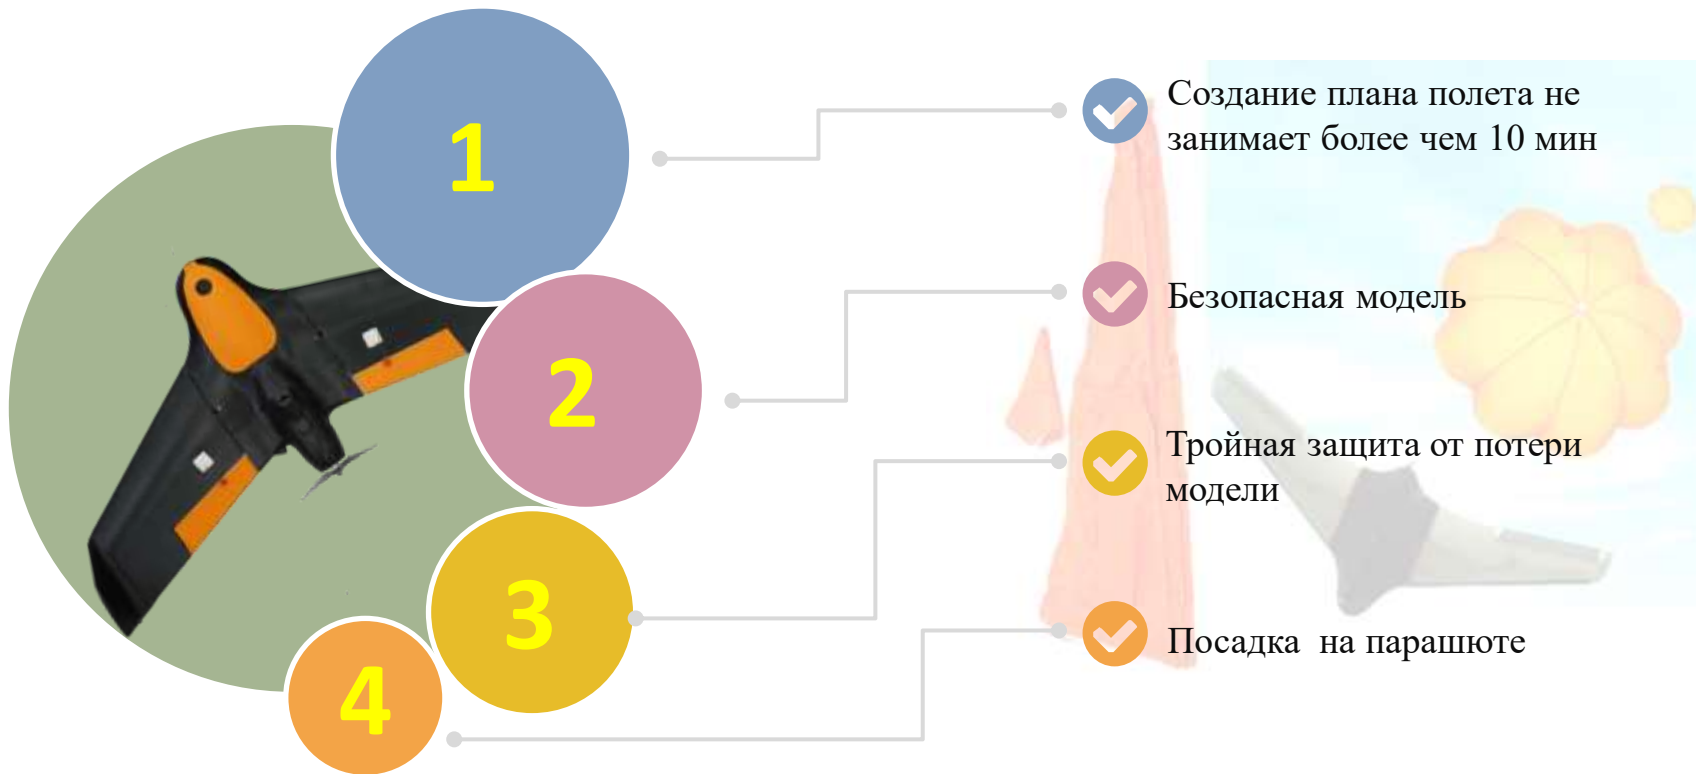 1
Создание плана полета не
занимает более чем 10 мин
2
Безопасная модель
3
Тройная защита от потери
модели
4
Посадка  на парашюте